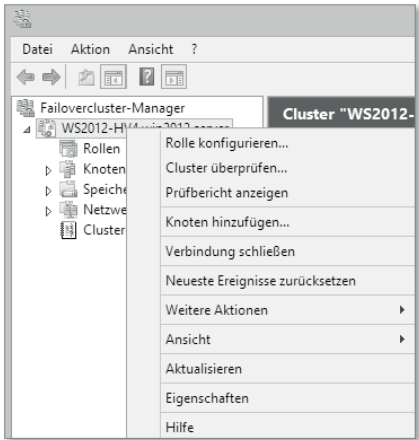 Datei Aktion Ansicht ?
Failovercluster-Manager
Cluster "WS2012-
Rollen
Knoten
Cluster
Rolle konfigurieren...
Cluster überprüfen...
Prüfbericht anzeigen
Knoten hinzufügen...
Verbindung schließen
Neueste Ereignisse zurücksetzen
Weitere Aktionen
Ansicht
Aktualisieren
Eigenschaften
Hilfe